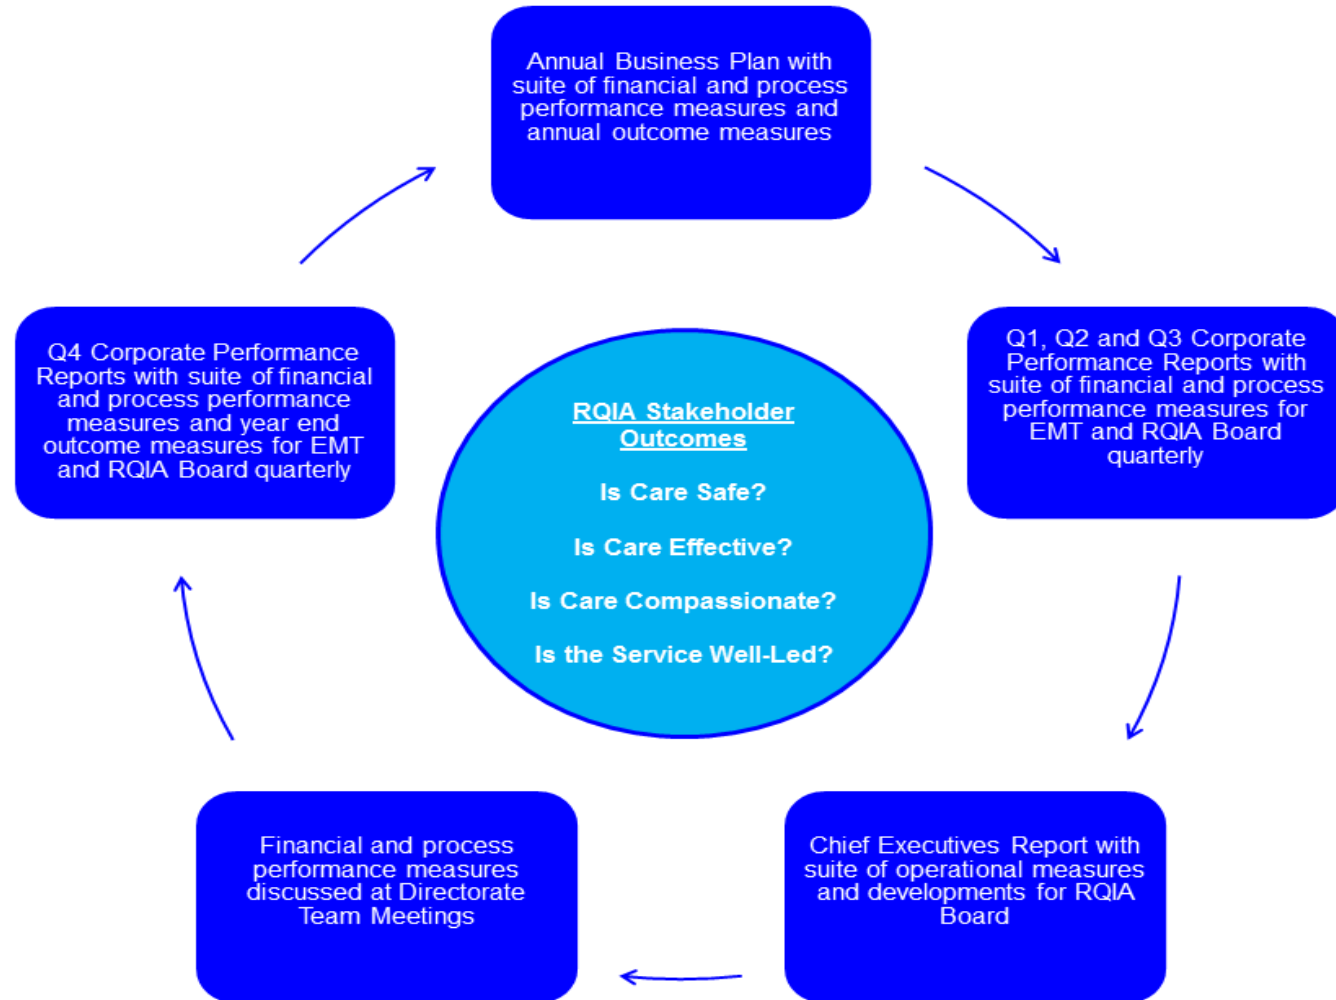 Annual Business Plan with
suite of financial and process
performance measures and
annual outcome measures
Q1, Q2 and Q3 Corporate
Performance Reports with
suite of financial and process
performance measures for
EMT and RQIA Board
quarterly
Chief Executives Report with
suite of operational measures
and developments for RQIA
Board
Financial and process
performance measures
discussed at Directorate
Team Meetings
Q4 Corporate Performance
Reports with suite of financial
and process performance
measures and year end
outcome measures for EMT
and RQIA Board quarterly
RQIA Stakeholder
Outcomes
Is Care Safe?
Is Care Effective?
Is Care Compassionate?
Is the Service Well-Led?